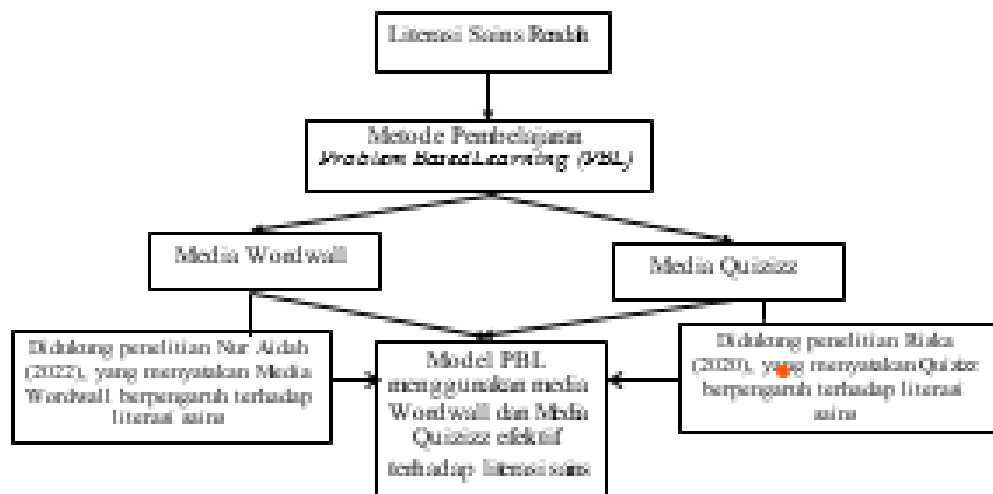 Literasi Sains Rendah
Metode Pembelajaran
Problem Based Learning (PBL)
Media Wordwall
Media Quizizz
Didukung penelitian Nur Aidah
(2022), yang menyatakan Media
Wordwall berpengaruh terhadap
literasi sains
Model PBL
menggunakan media
Wordwall dan Media
Quizizz efektif
terhadap literasi sains
Didukung penelitian Riska
(2020), yang menyatakan Quizizz
berpengaruh terhadap literasi
sains